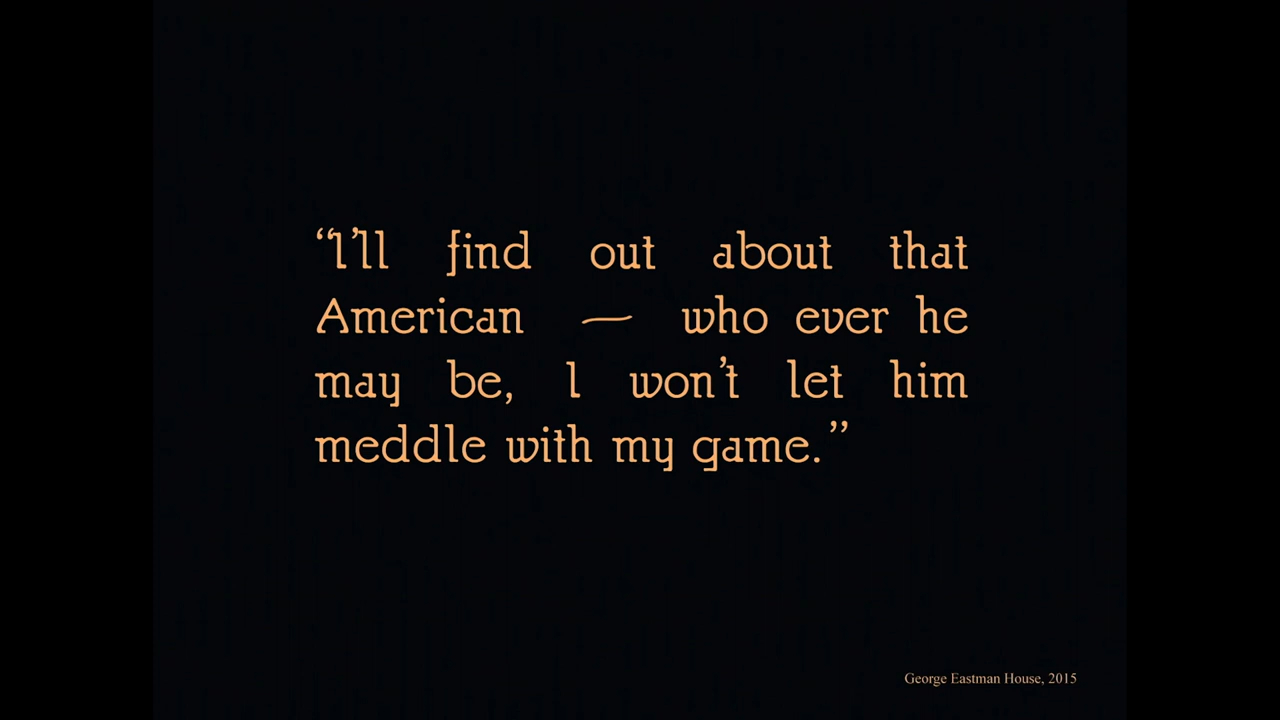 “I’ll find out about that
American — who ever he
may be, I won’t let him
meddle with my game.”
George Eastman House, 2015